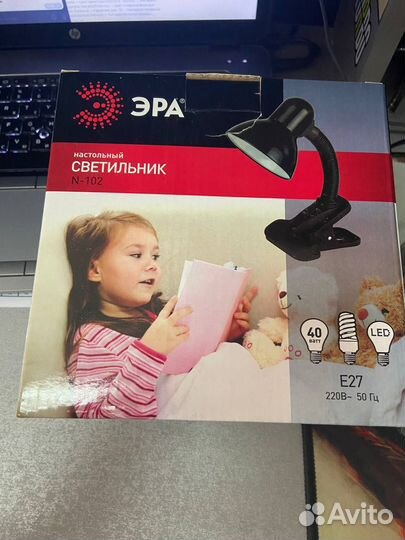 ЭРА®
настольный
СВЕТИЛЬНИК
N-102
40
ватт
LED
E27
220В~ 50 Гц
Avito